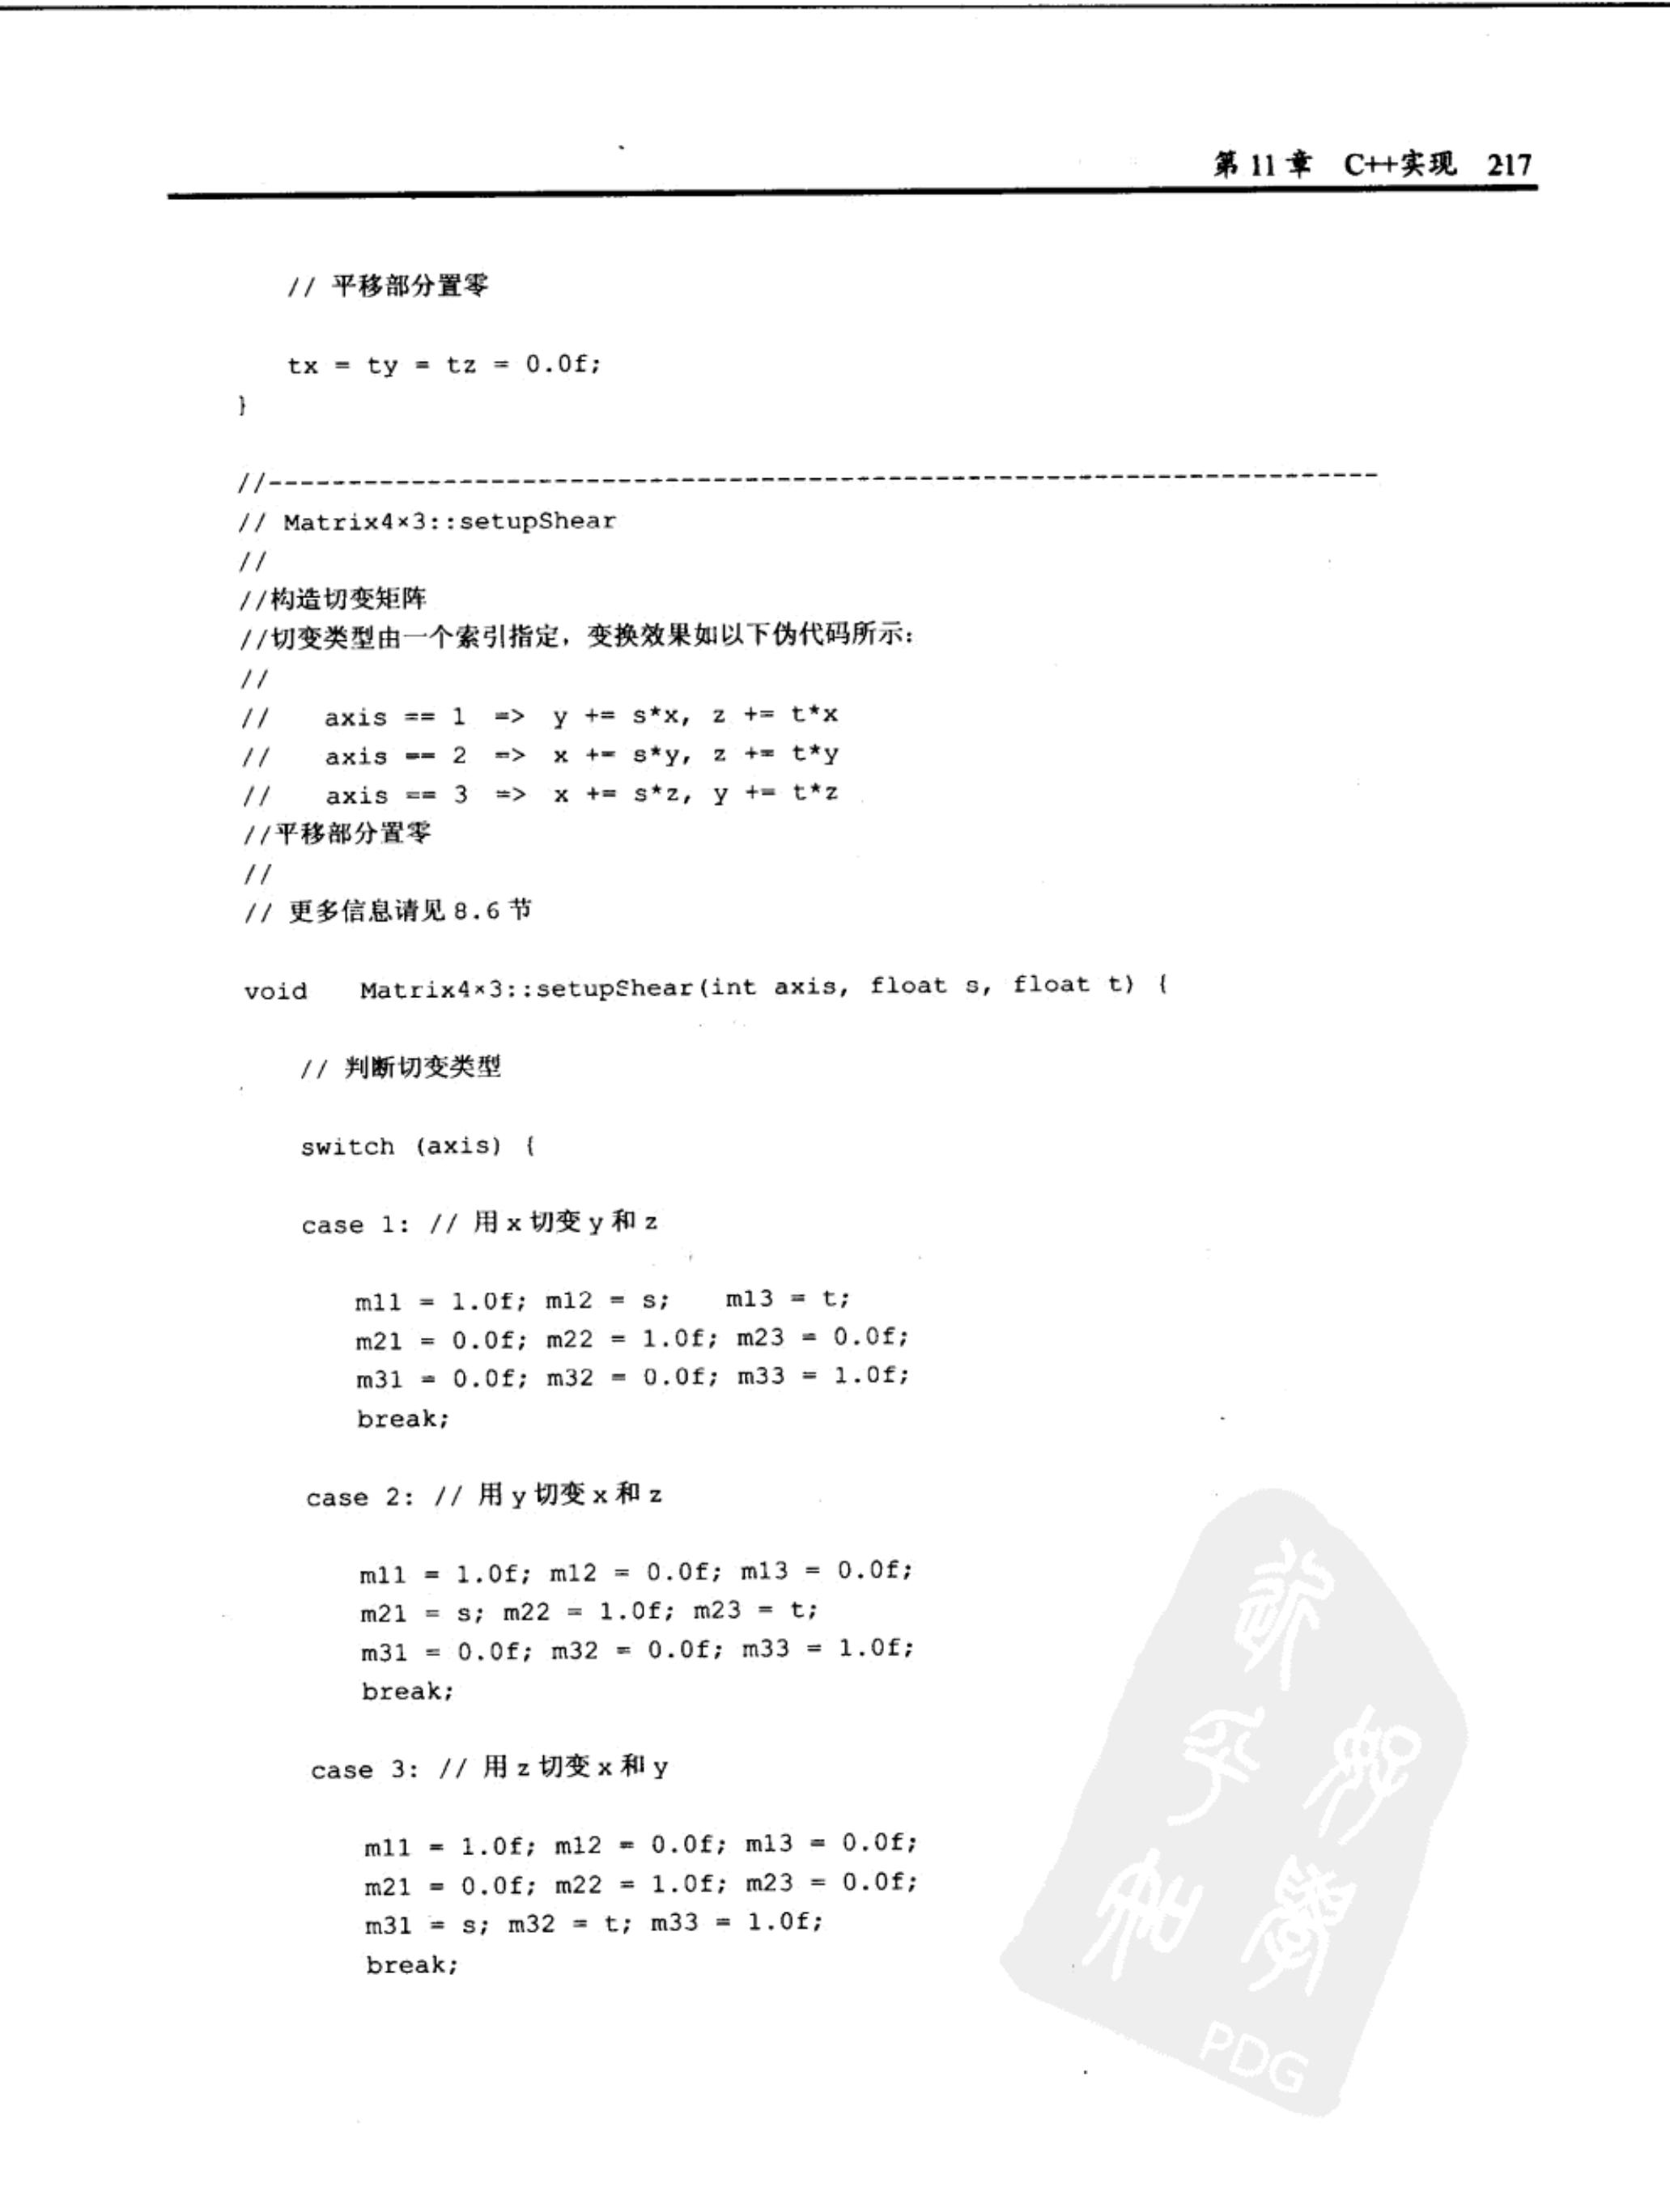 第 11 章 C++实现 217
// 平移部分置零
tx = ty = tz = 0.0f;
}
//----------------------------------------------------------------------
// Matrix4×3::setupShear
//
//构造切变矩阵
//切变类型由一个索引指定，变换效果如以下伪代码所示：
//
// axis == 1 => y += s*x, z += t*x
// axis == 2 => x += s*y, z += t*y
// axis == 3 => x += s*z, y += t*z
//平移部分置零
//
// 更多信息请见 8.6 节
void Matrix4×3::setupShear(int axis, float s, float t) {
// 判断切变类型
switch (axis) {
case 1: // 用 x 切变 y 和 z
m11 = 1.0f; m12 = s; m13 = t;
m21 = 0.0f; m22 = 1.0f; m23 = 0.0f;
m31 = 0.0f; m32 = 0.0f; m33 = 1.0f;
break;
case 2: // 用 y 切变 x 和 z
m11 = 1.0f; m12 = 0.0f; m13 = 0.0f;
m21 = s; m22 = 1.0f; m23 = t;
m31 = 0.0f; m32 = 0.0f; m33 = 1.0f;
break;
case 3: // 用 z 切变 x 和 y
m11 = 1.0f; m12 = 0.0f; m13 = 0.0f;
m21 = 0.0f; m22 = 1.0f; m23 = 0.0f;
m31 = s; m32 = t; m33 = 1.0f;
break;
PDG